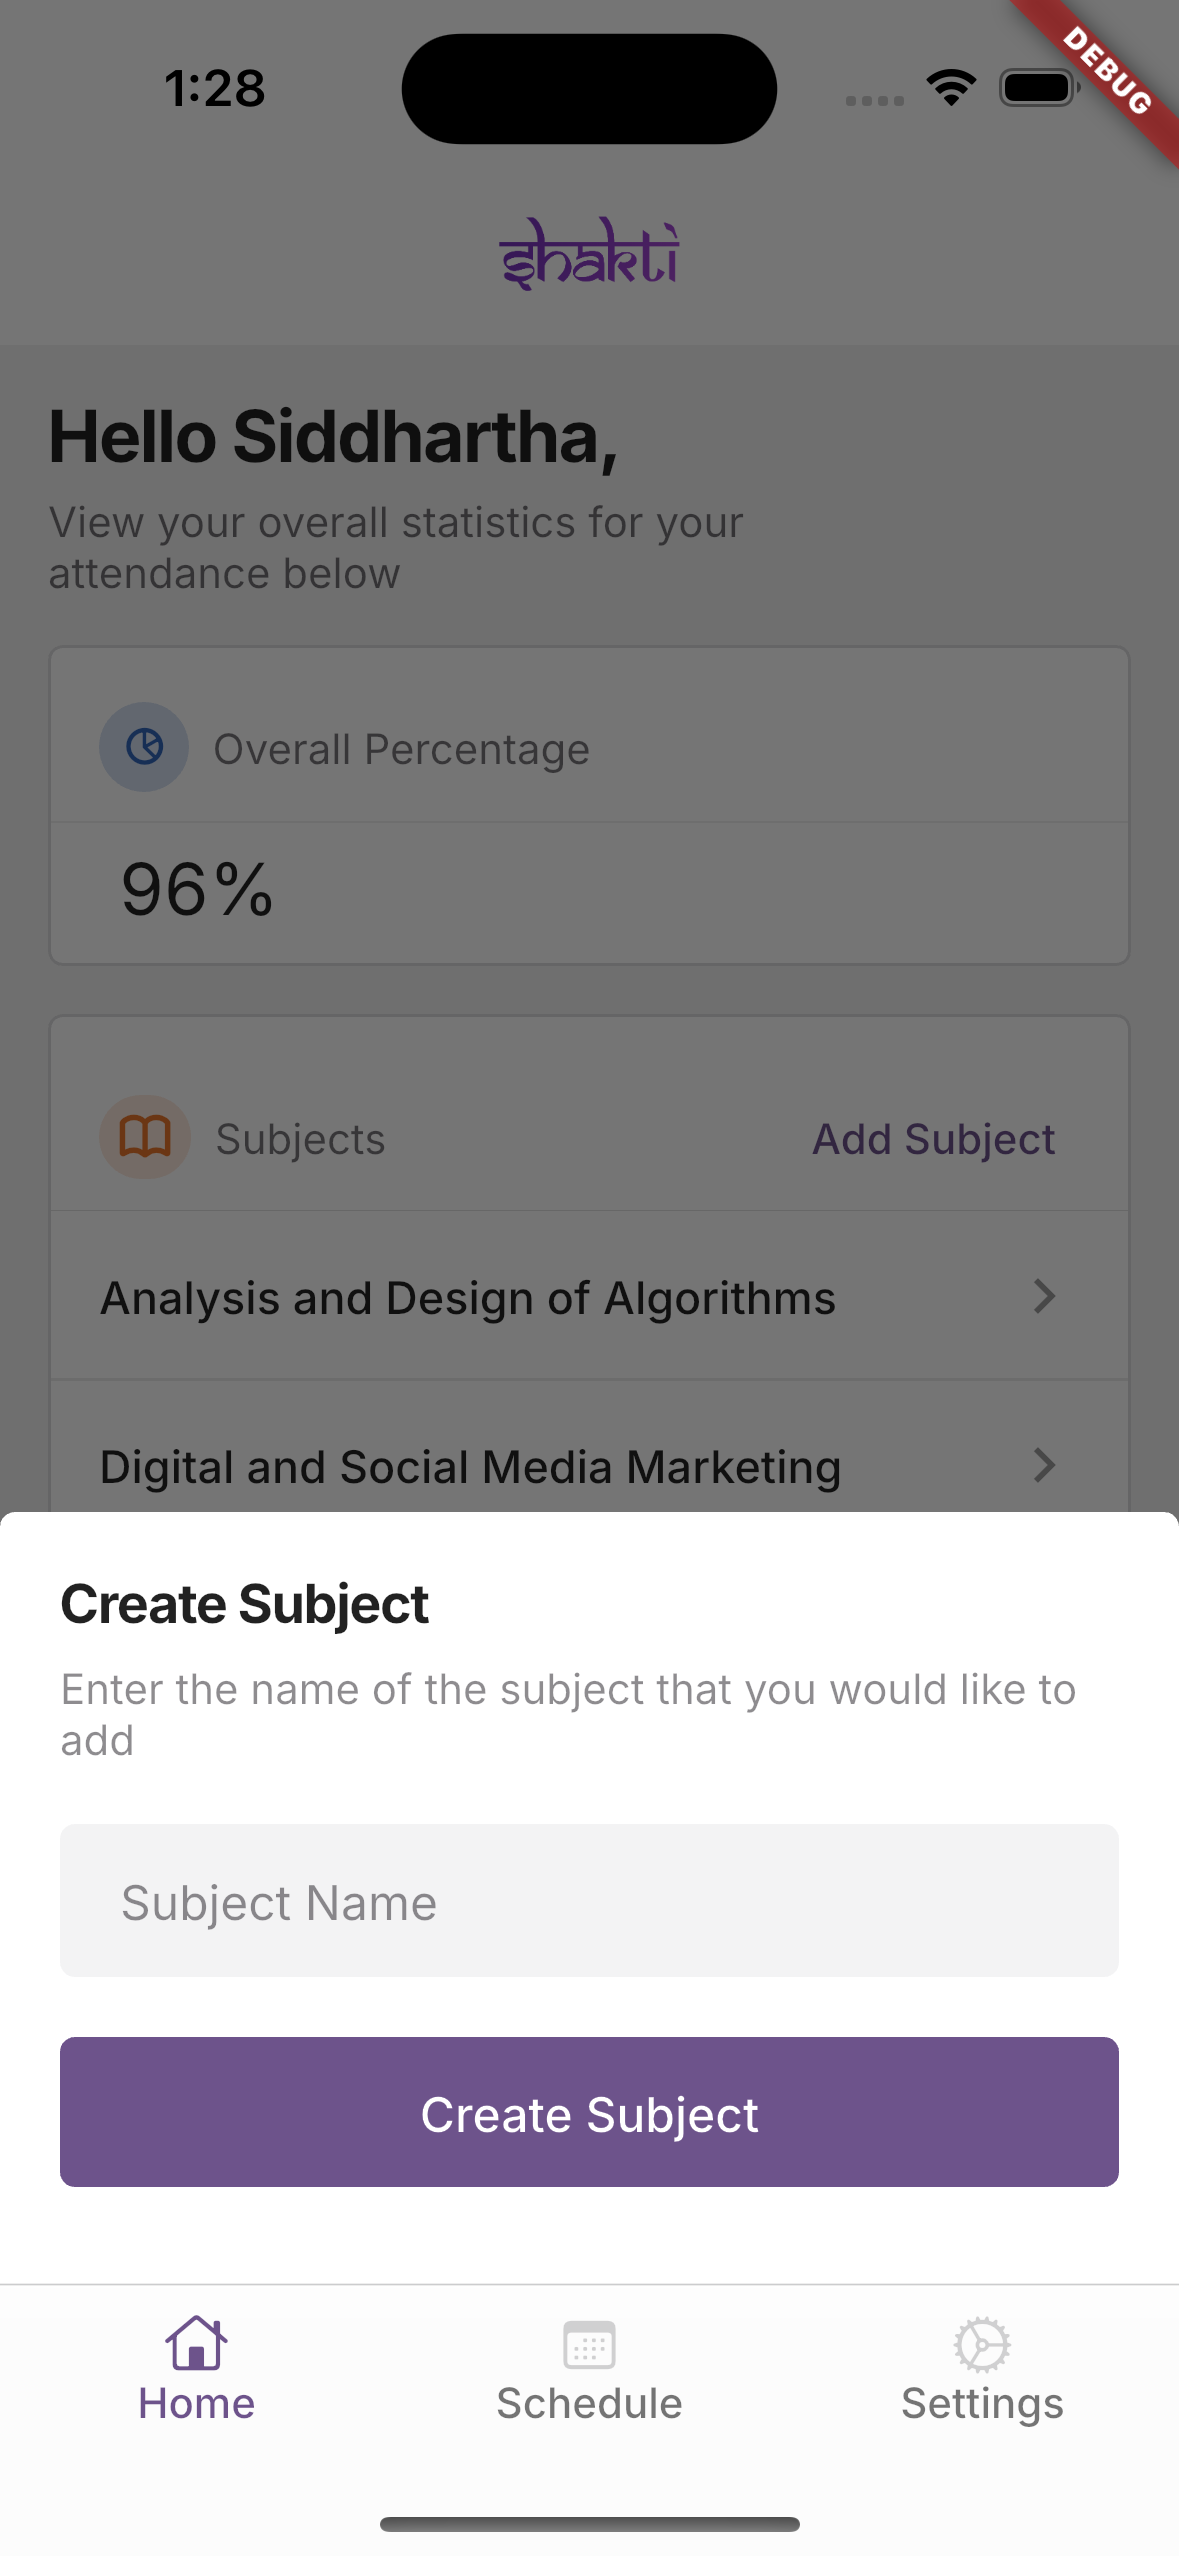 1:28
DEBUG
shakti
Hello Siddhartha,
View your overall statistics for your
attendance below
Overall Percentage
96%
Subjects
Add Subject
Analysis and Design of Algorithms
Digital and Social Media Marketing
Create Subject
Enter the name of the subject that you would like to
add
Subject Name
Create Subject
Home
Schedule
Settings